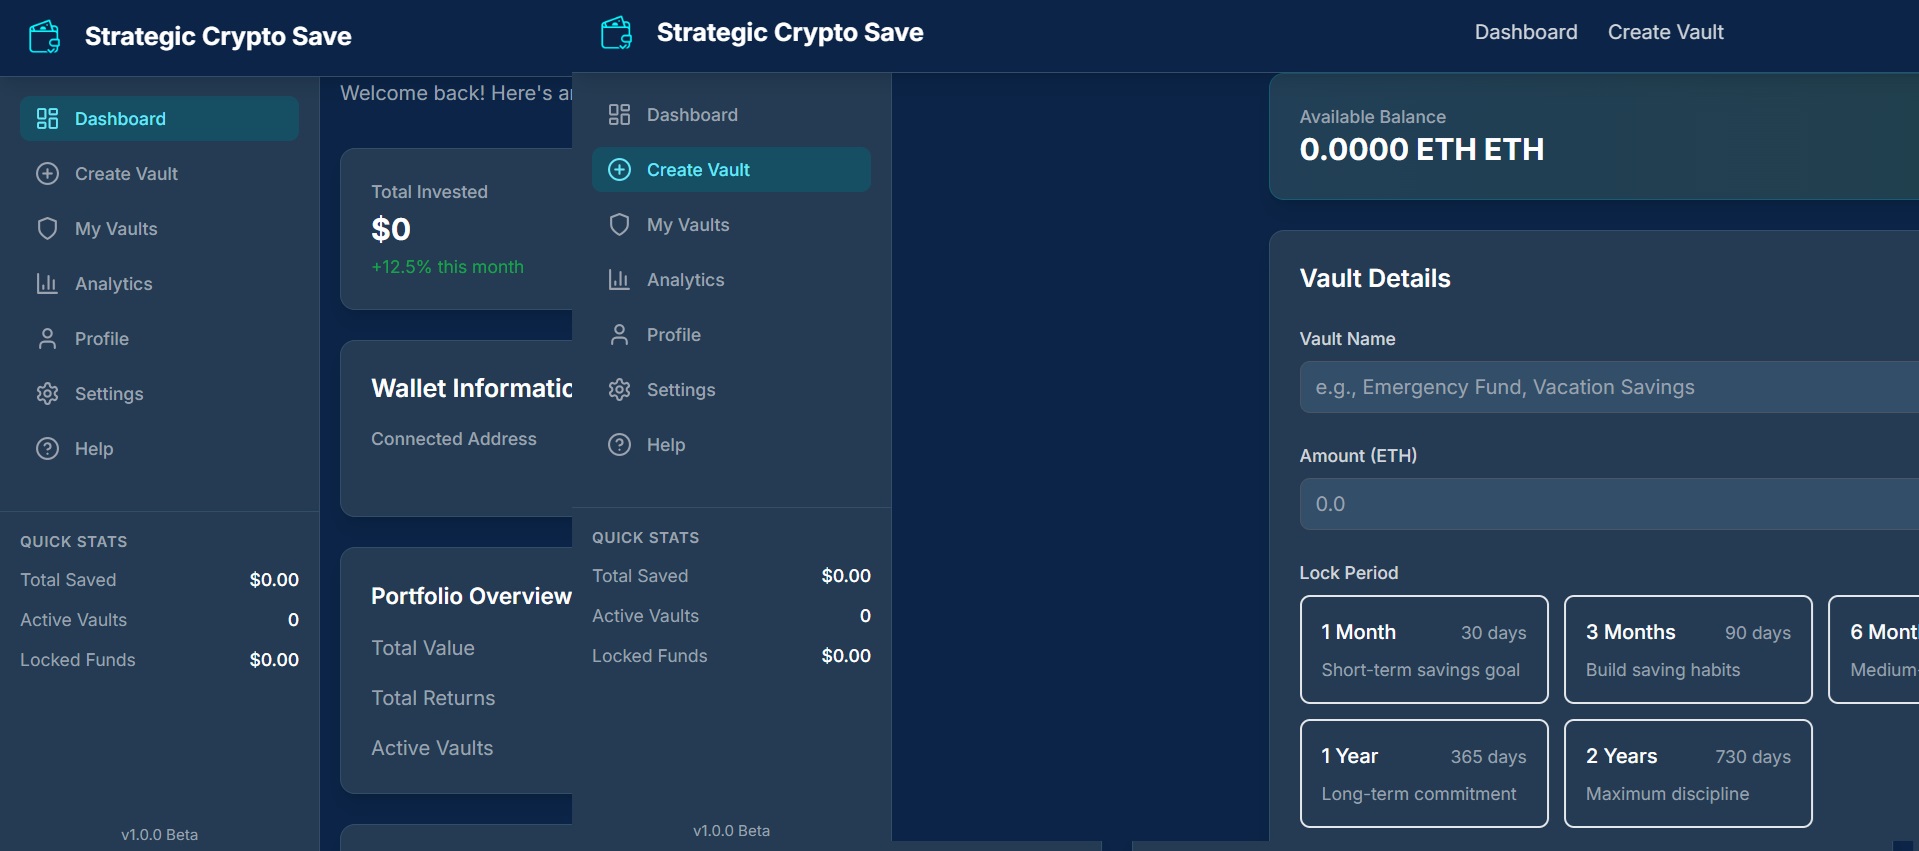 Strategic Crypto Save
Dashboard
Create Vault
My Vaults
Analytics
Profile
Settings
Help
QUICK STATS
Total Saved $0.00
Active Vaults 0
Locked Funds $0.00
v1.0.0 Beta
Welcome back! Here's
Total Invested
$0
+12.5% this month
Wallet Informatio
Connected Address
Portfolio Overview
Total Value
Total Returns
Active Vaults
Strategic Crypto Save
Dashboard Create Vault
Dashboard
Create Vault
My Vaults
Analytics
Profile
Settings
Help
QUICK STATS
Total Saved $0.00
Active Vaults 0
Locked Funds $0.00
v1.0.0 Beta
Available Balance
0.0000 ETH ETH
Vault Details
Vault Name
e.g., Emergency Fund, Vacation Savings
Amount (ETH)
0.0
Lock Period
1 Month 30 days
Short-term savings goal
3 Months 90 days
Build saving habits
6 Mont
Medium-
1 Year 365 days
Long-term commitment
2 Years 730 days
Maximum discipline